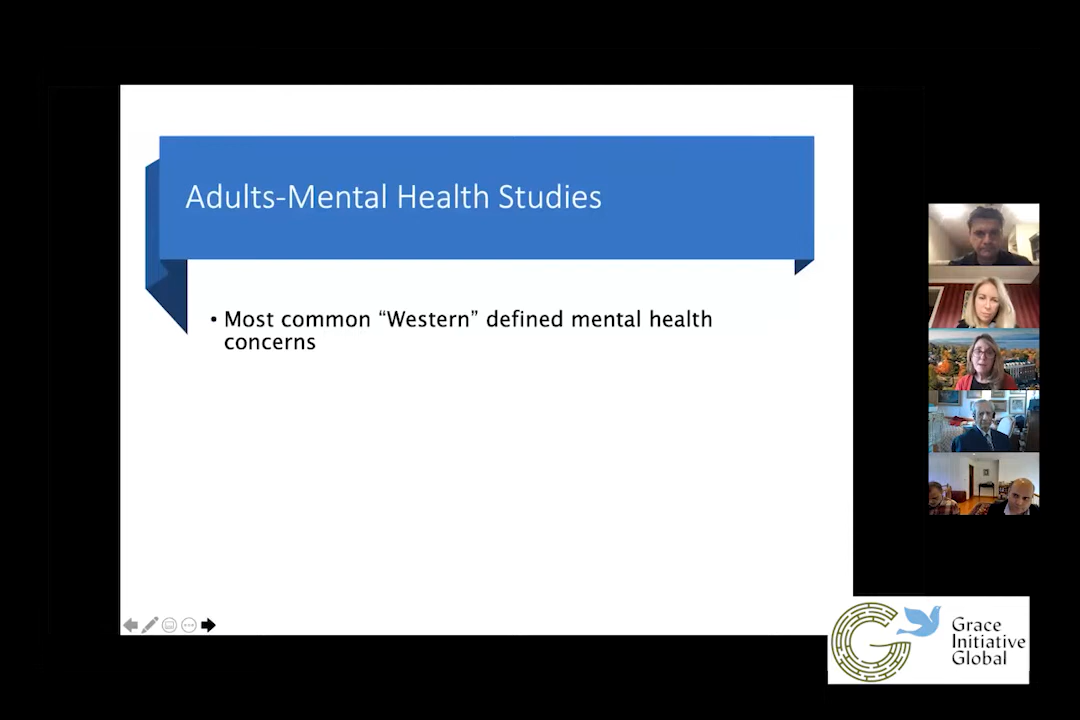 Adults-Mental Health Studies
• Most common “Western” defined mental health
concerns
Grace
Initiative
Global